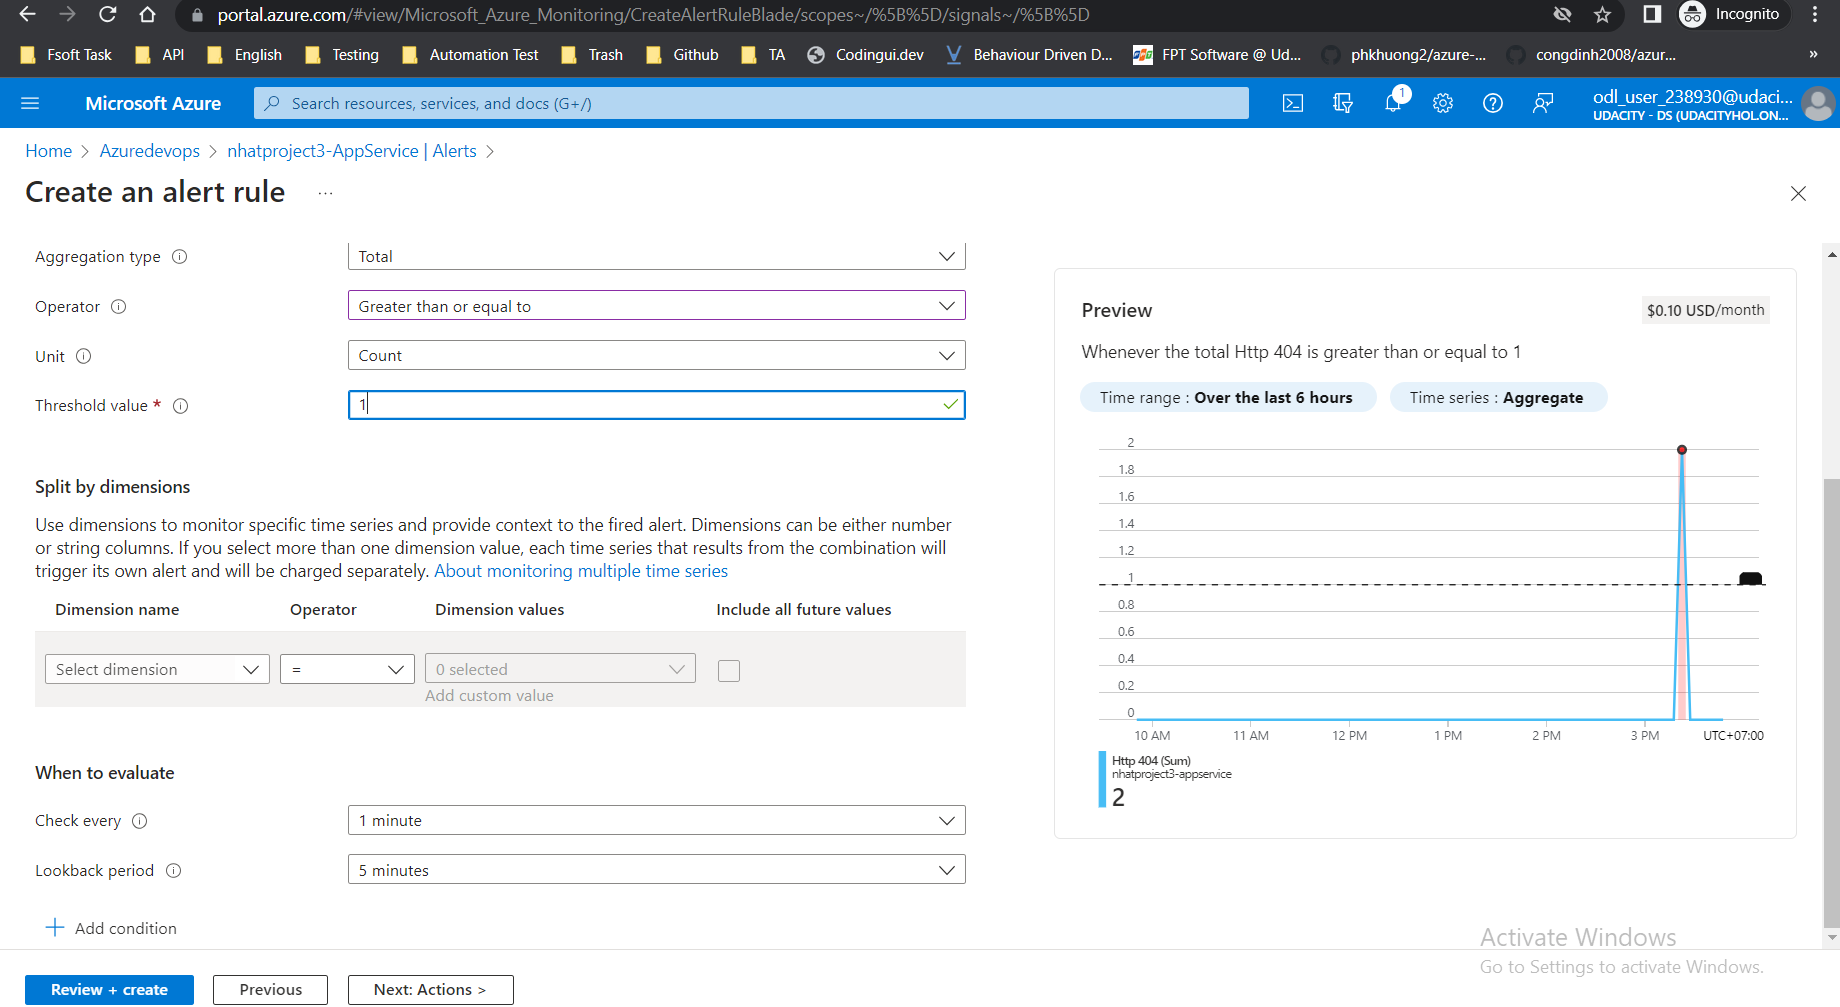 portal.azure.com/#view/Microsoft_Azure_Monitoring/CreateAlertRuleBlade/scopes~/%5B%5D/signals~/%5B%5D
Incognito
Fsoft Task
API
English
Testing
Automation Test
Trash
Github
TA
Codingui.dev
Behaviour Driven D...
FPT Software @ Ud...
phkhuong2/azure-...
congdinh2008/azur...
»
Microsoft Azure
Search resources, services, and docs (G+/)
1
odl_user_238930@udaci...
UDACITY - DS (UDACITYHOL.ON...
Home > Azuredevops > nhatproject3-AppService | Alerts >
Create an alert rule ...
Aggregation type
Total
Operator
Greater than or equal to
Unit
Count
Threshold value *
1
Split by dimensions
Use dimensions to monitor specific time series and provide context to the fired alert. Dimensions can be either number
or string columns. If you select more than one dimension value, each time series that results from the combination will
trigger its own alert and will be charged separately. About monitoring multiple time series
Dimension name
Operator
Dimension values
Include all future values
Select dimension
=
0 selected
Add custom value
When to evaluate
Check every
1 minute
Lookback period
5 minutes
+ Add condition
Review + create
Previous
Next: Actions >
Preview
$0.10 USD/month
Whenever the total Http 404 is greater than or equal to 1
Time range : Over the last 6 hours
Time series : Aggregate
2
1.8
1.6
1.4
1.2
1
0.8
0.6
0.4
0.2
0
10 AM
11 AM
12 PM
1 PM
2 PM
3 PM
UTC+07:00
Http 404 (Sum)
nhatproject3-appservice
2
Activate Windows
Go to Settings to activate Windows.